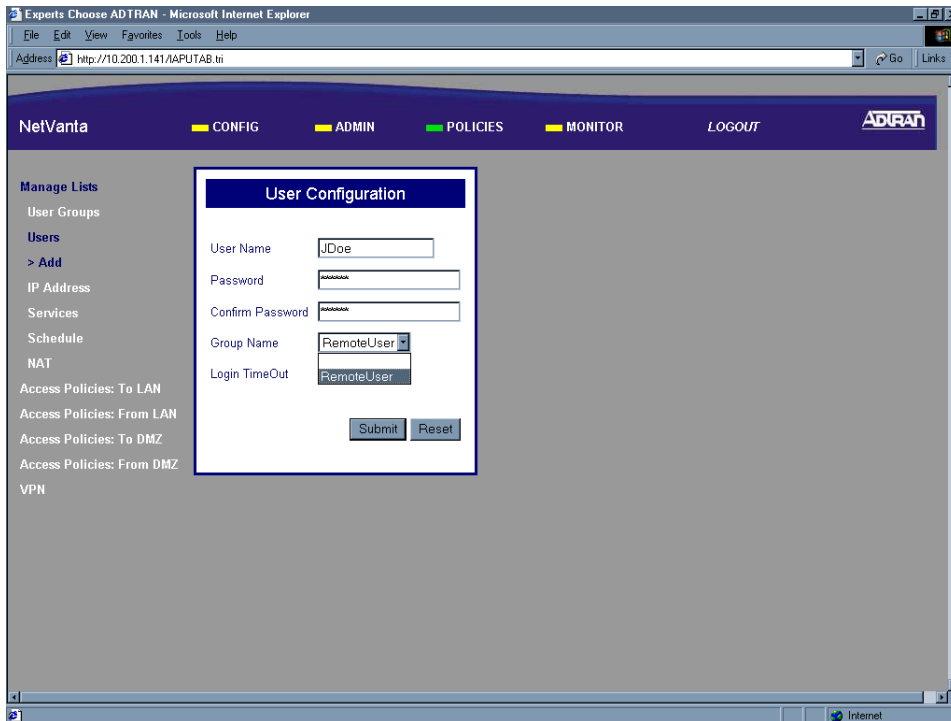 Experts Choose ADTRAN - Microsoft Internet Explorer
File Edit View Favorites Tools Help
Address http://10.200.1.141/IAPUTAB.tri Go Links
NetVanta CONFIG ADMIN POLICIES MONITOR LOGOUT ADTRAN
Manage Lists
User Groups
Users
> Add
IP Address
Services
Schedule
NAT
Access Policies: To LAN
Access Policies: From LAN
Access Policies: To DMZ
Access Policies: From DMZ
VPN
User Configuration
User Name JDoe
Password ******
Confirm Password ******
Group Name RemoteUser
RemoteUser
Login TimeOut
Submit Reset
Internet